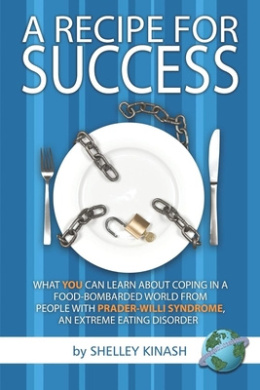 A RECIPE FOR
SUCCESS
WHAT YOU CAN LEARN ABOUT COPING IN A
FOOD-BOMBARDED WORLD FROM
PEOPLE WITH PRADER-WILLI SYNDROME,
AN EXTREME EATING DISORDER
by SHELLEY KINASH